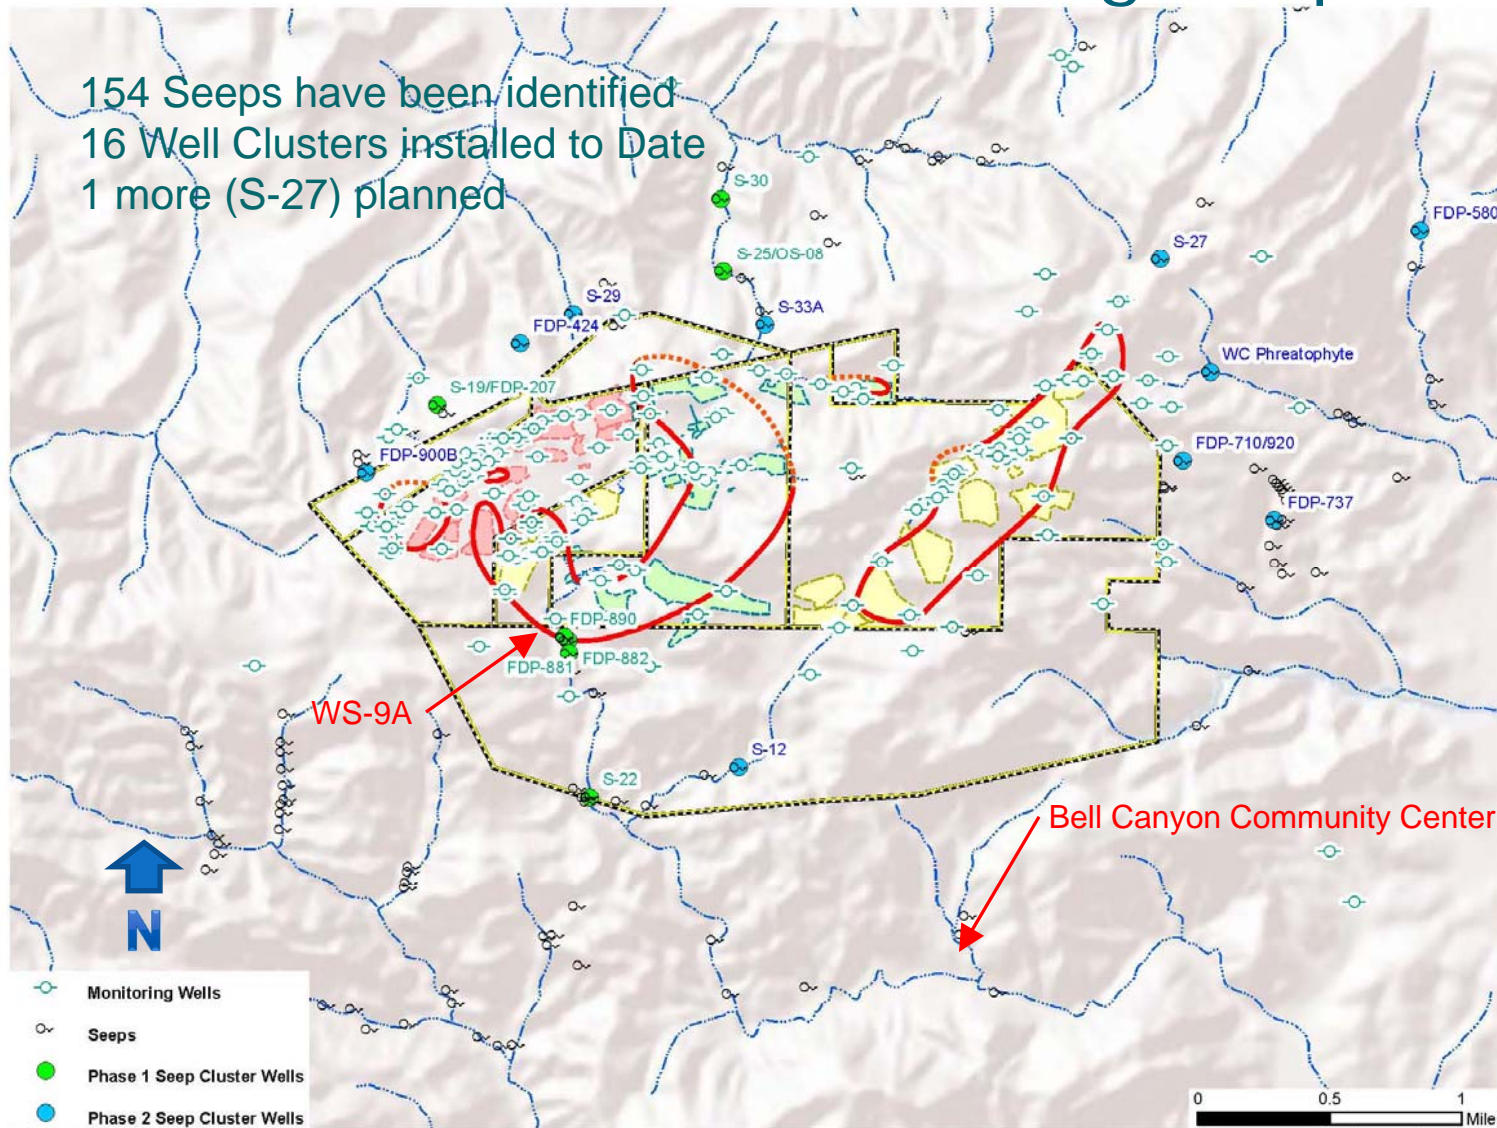 154 Seeps have been identified
16 Well Clusters installed to Date
1 more (S-27) planned
S-30
FDP-580
S-27
S-25/OS-08
S-29
S-33A
FDP-424
WC Phreatophyte
S-19/FDP-207
FDP-900B
FDP-710/920
FDP-737
FDP-890
FDP-881
FDP-882
WS-9A
S-12
S-22
Bell Canyon Community Center
N
Monitoring Wells
Seeps
Phase 1 Seep Cluster Wells
Phase 2 Seep Cluster Wells
0 0.5 1
Mile